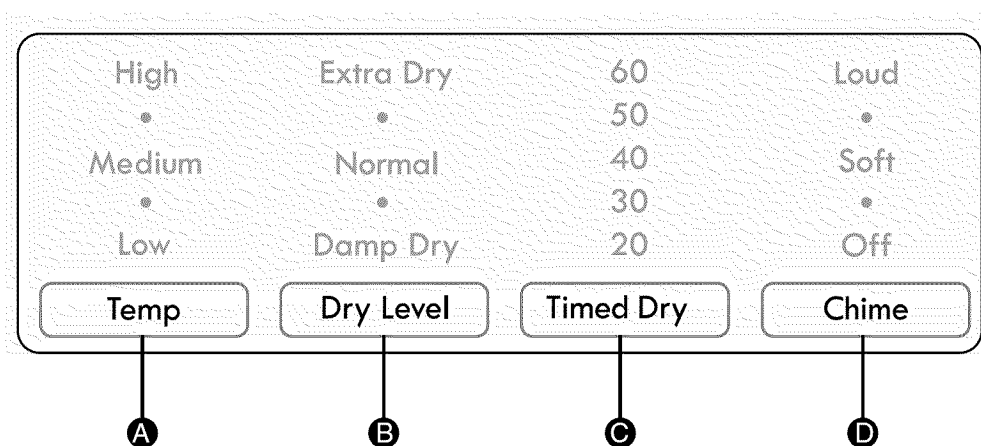 High Extra Dry 60 Loud
• • 50 •
Medium Normal 40 Soft
• • 30 •
Low Damp Dry 20 Off
Temp Dry Level Timed Dry Chime
A B C D